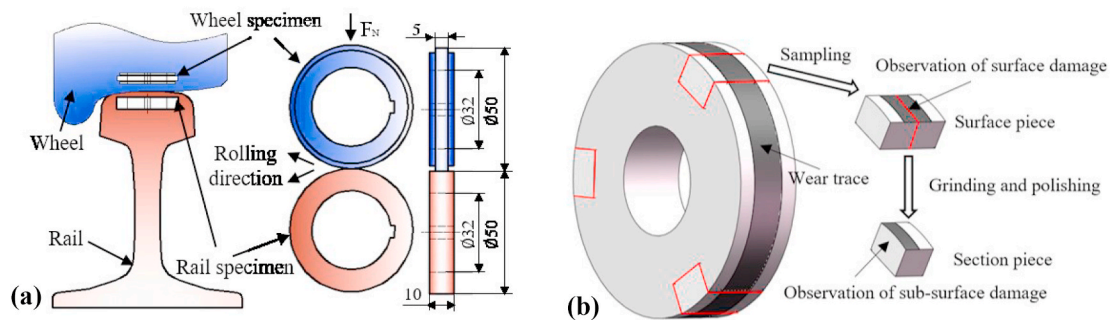 Wheel specimen
F_N
5
Ø32
Ø50
Wheel
Rolling
direction
Rail
Rail specimen
Ø32
Ø50
10
(a)
Sampling
Observation of surface damage
Surface piece
Wear trace
Grinding and polishing
Section piece
Observation of sub-surface damage
(b)